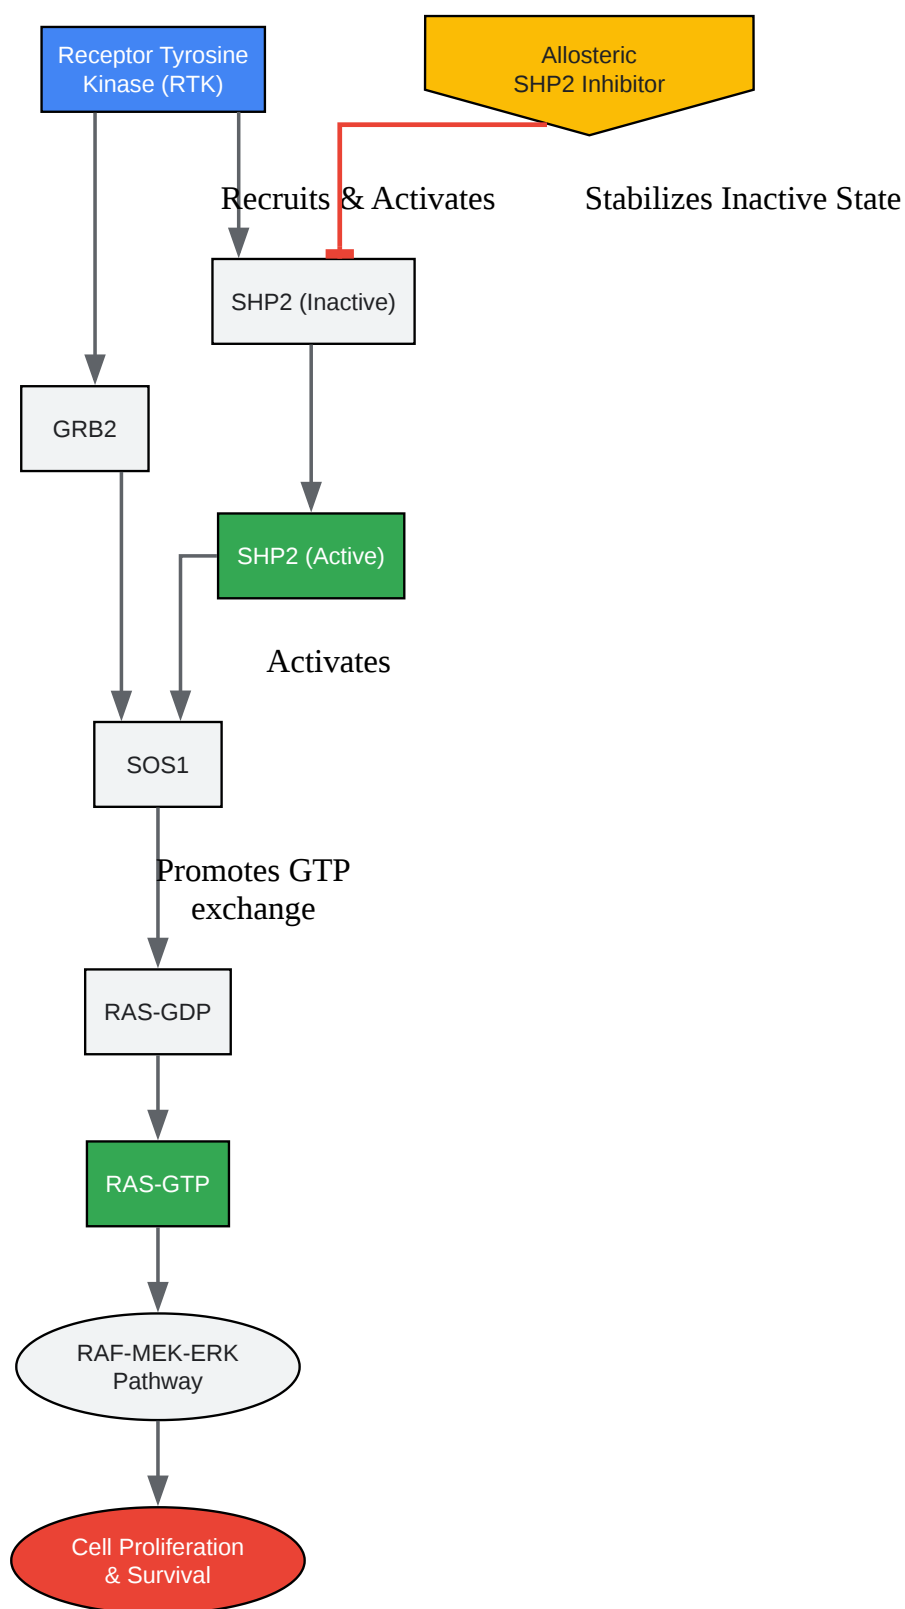 Receptor Tyrosine
Kinase (RTK)
Allosteric
SHP2 Inhibitor
Recruits & Activates
Stabilizes Inactive State
SHP2 (Inactive)
GRB2
SHP2 (Active)
Activates
SOS1
Promotes GTP
exchange
RAS-GDP
RAS-GTP
RAF-MEK-ERK
Pathway
Cell Proliferation
& Survival